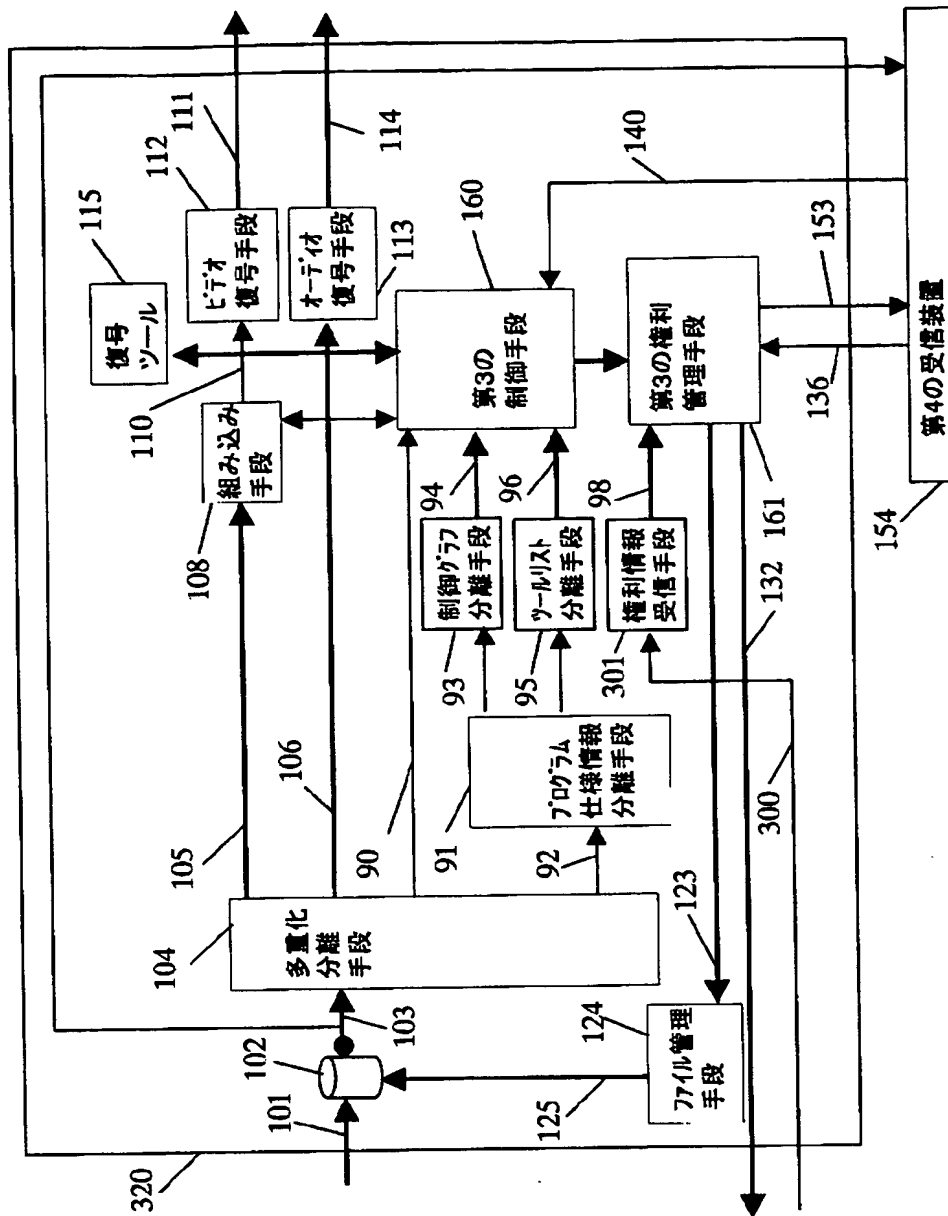 320
101
102
103
多重化
分離
手段
104
105
106
90
92
プログラム
仕様情報
分離手段
91
制御グラフ
分離手段
93
94
ツールリスト
分離手段
95
96
権利情報
受信手段
301
98
組み込み
手段
108
110
復号
ツール
115
ビデオ
復号手段
112
111
オーディオ
復号手段
113
114
第3の
制御手段
160
140
第3の権利
管理手段
161
153
136
132
123
ファイル管理
手段
124
125
300
第4の受信装置
154